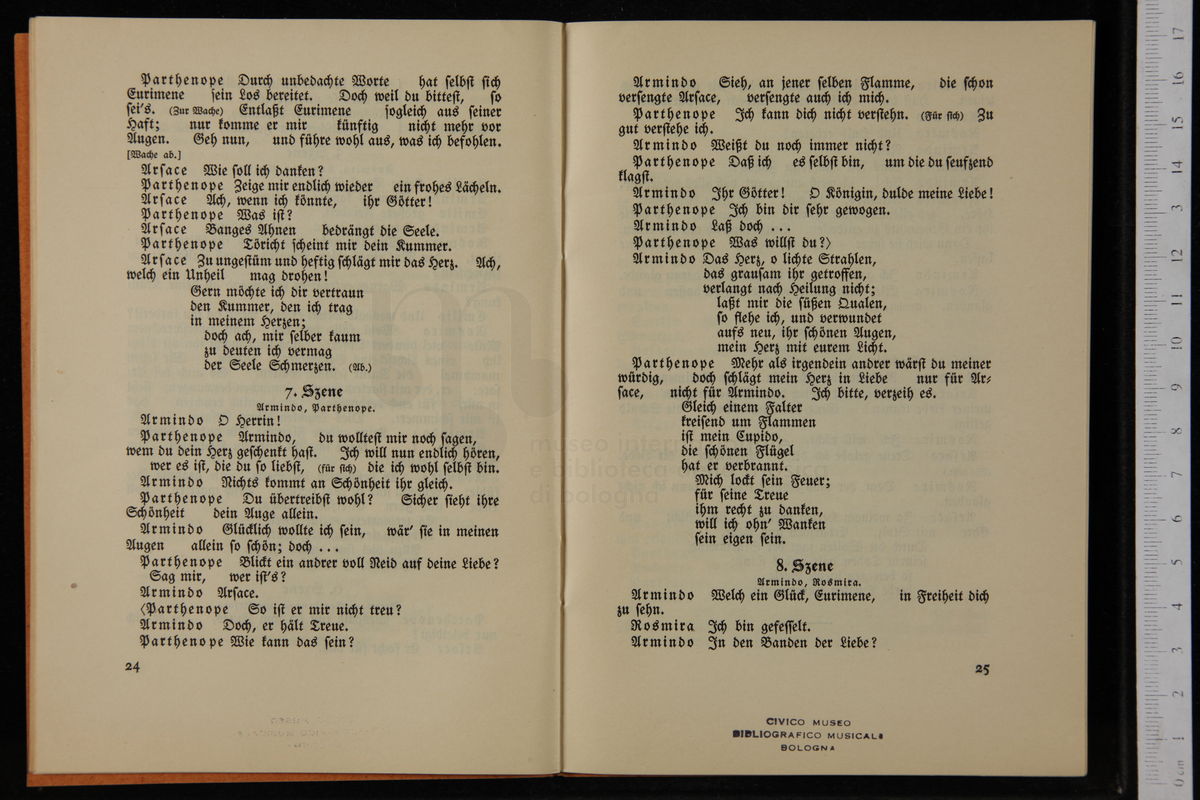 Parthenope Durch unbedachte Worte hat selbst sich
Eurimene sein Los bereitet. Doch weil du bittest, so
sei's. (Zur Wache) Entlaßt Eurimene sogleich aus seiner
Haft; nur komme er mir künftig nicht mehr vor
Augen. Geh nun, und führe wohl aus, was ich befohlen.
[Wache ab.]
Arsace Wie soll ich danken?
Parthenope Zeige mir endlich wieder ein frohes Lächeln.
Arsace Ach, wenn ich könnte, ihr Götter!
Parthenope Was ist?
Arsace Banges Ahnen bedrängt die Seele.
Parthenope Töricht scheint mir dein Kummer.
Arsace Zu ungestüm und heftig schlägt mir das Herz. Ach,
welch ein Unheil mag drohen!
Gern möchte ich dir vertraun
den Kummer, den ich trag
in meinem Herzen;
doch ach, mir selber kaum
zu deuten ich vermag
der Seele Schmerzen. (Ab.)
7. Szene
Armindo, Parthenope.
Armindo O Herrin!
Parthenope Armindo, du wolltest mir noch sagen,
wem du dein Herz geschenkt hast. Ich will nun endlich hören,
wer es ist, die du so liebst, (für sich) die ich wohl selbst bin.
Armindo Nichts kommt an Schönheit ihr gleich.
Parthenope Du übertreibst wohl? Sicher sieht ihre
Schönheit dein Auge allein.
Armindo Glücklich wollte ich sein, wär' sie in meinen
Augen allein so schön; doch ...
Parthenope Blickt ein andrer voll Neid auf deine Liebe?
Sag mir, wer ist's?
Armindo Arsace.
⟨Parthenope So ist er mir nicht treu?
Armindo Doch, er hält Treue.
Parthenope Wie kann das sein?
24
Armindo Sieh, an jener selben Flamme, die schon
versengte Arsace, versengte auch ich mich.
Parthenope Ich kann dich nicht verstehn. (Für sich) Zu
gut verstehe ich.
Armindo Weißt du noch immer nicht?
Parthenope Daß ich es selbst bin, um die du seufzend
klagst.
Armindo Ihr Götter! O Königin, dulde meine Liebe!
Parthenope Ich bin dir sehr gewogen.
Armindo Laß doch ...
Parthenope Was willst du?⟩
Armindo Das Herz, o lichte Strahlen,
das grausam ihr getroffen,
verlangt nach Heilung nicht;
laßt mir die süßen Qualen,
so flehe ich, und verwundet
aufs neu, ihr schönen Augen,
mein Herz mit eurem Licht.
Parthenope Mehr als irgendein andrer wärst du meiner
würdig, doch schlägt mein Herz in Liebe nur für Ar-
sace, nicht für Armindo. Ich bitte, verzeih es.
Gleich einem Falter
kreisend um Flammen
ist mein Cupido,
die schönen Flügel
hat er verbrannt.
Mich lockt sein Feuer;
für seine Treue
ihm recht zu danken,
will ich ohn' Wanken
sein eigen sein.
8. Szene
Armindo, Rosmira.
Armindo Welch ein Glück, Eurimene, in Freiheit dich
zu sehn.
Rosmira Ich bin gefesselt.
Armindo In den Banden der Liebe?
25
CIVICO MUSEO
BIBLIOGRAFICO MUSICALE
BOLOGNA